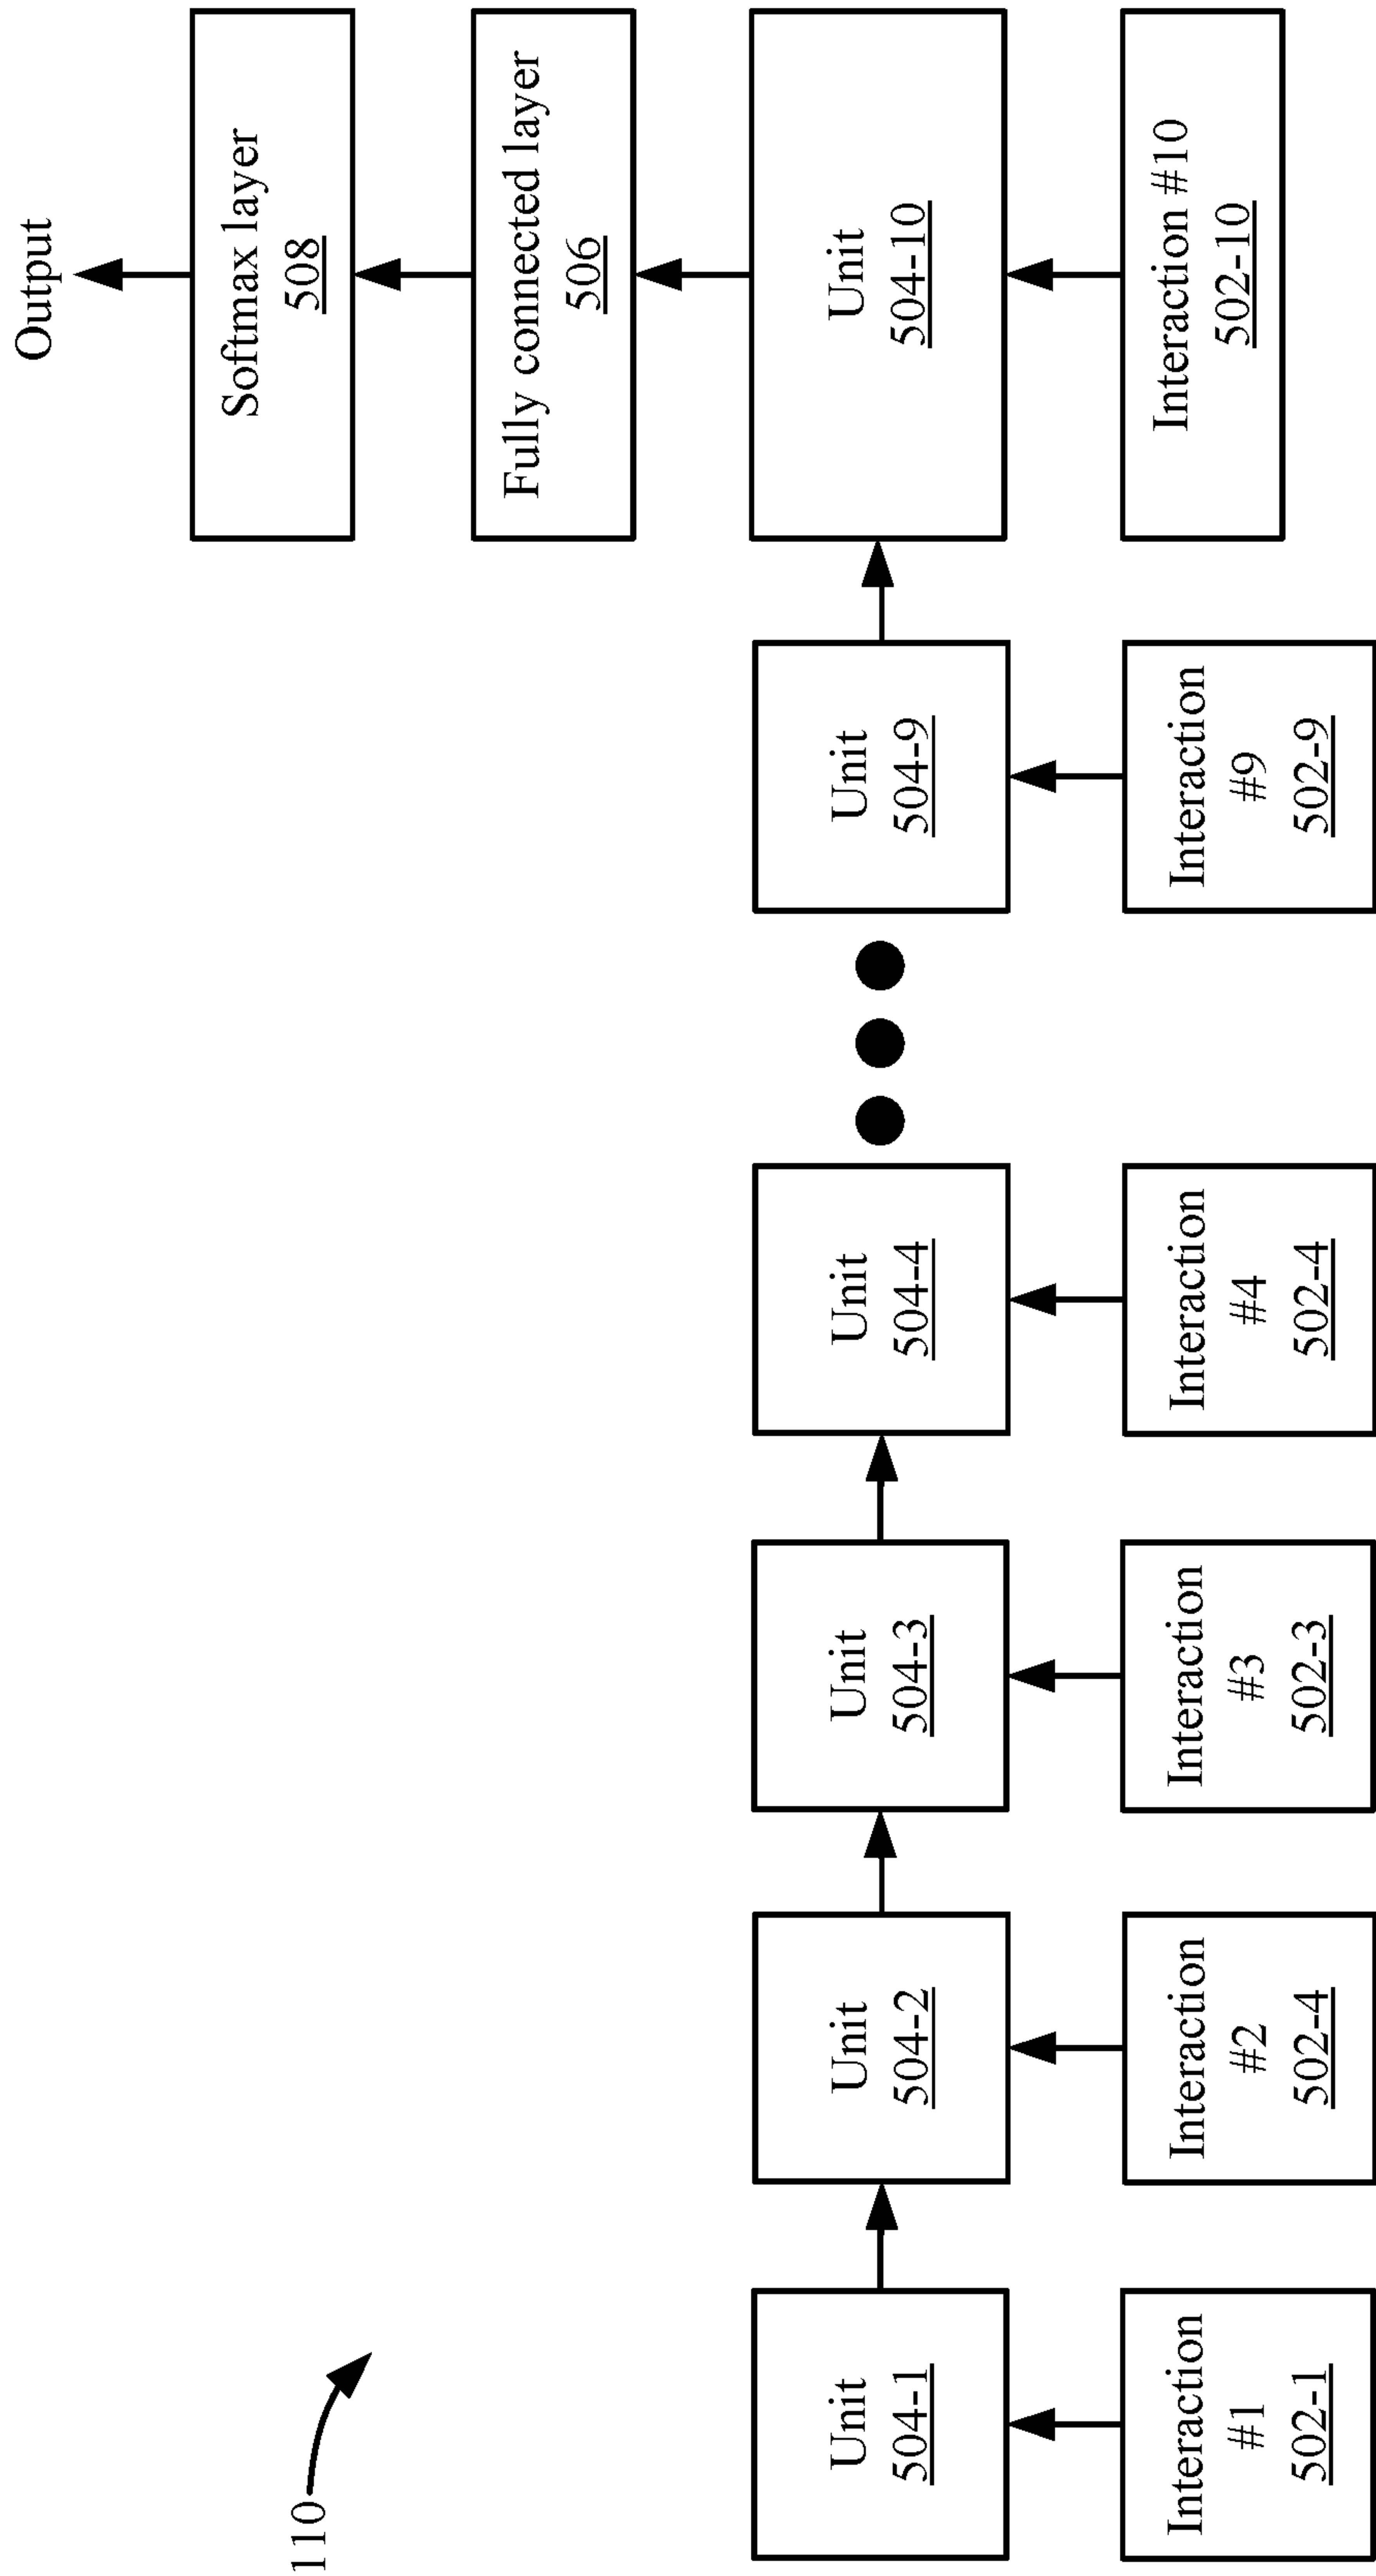 110
Output
Softmax layer
508
Fully connected layer
506
Unit
504-1
Unit
504-2
Unit
504-3
Unit
504-4
Unit
504-9
Unit
504-10
Interaction
#1
502-1
Interaction
#2
502-4
Interaction
#3
502-3
Interaction
#4
502-4
Interaction
#9
502-9
Interaction #10
502-10